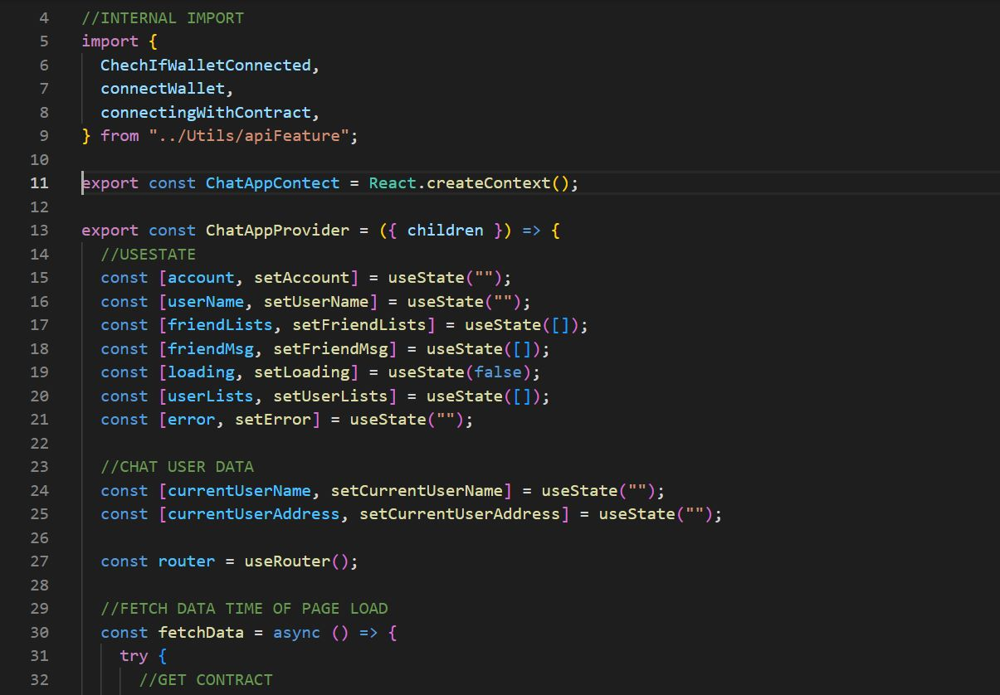 4 //INTERNAL IMPORT
5 import {
6 ChechIfWalletConnected,
7 connectWallet,
8 connectingWithContract,
9 } from "../Utils/apiFeature";
10
11 export const ChatAppContect = React.createContext();
12
13 export const ChatAppProvider = ({ children }) => {
14 //USESTATE
15 const [account, setAccount] = useState("");
16 const [userName, setUserName] = useState("");
17 const [friendLists, setFriendLists] = useState([]);
18 const [friendMsg, setFriendMsg] = useState([]);
19 const [loading, setLoading] = useState(false);
20 const [userLists, setUserLists] = useState([]);
21 const [error, setError] = useState("");
22
23 //CHAT USER DATA
24 const [currentUserName, setCurrentUserName] = useState("");
25 const [currentUserAddress, setCurrentUserAddress] = useState("");
26
27 const router = useRouter();
28
29 //FETCH DATA TIME OF PAGE LOAD
30 const fetchData = async () => {
31 try {
32 //GET CONTRACT